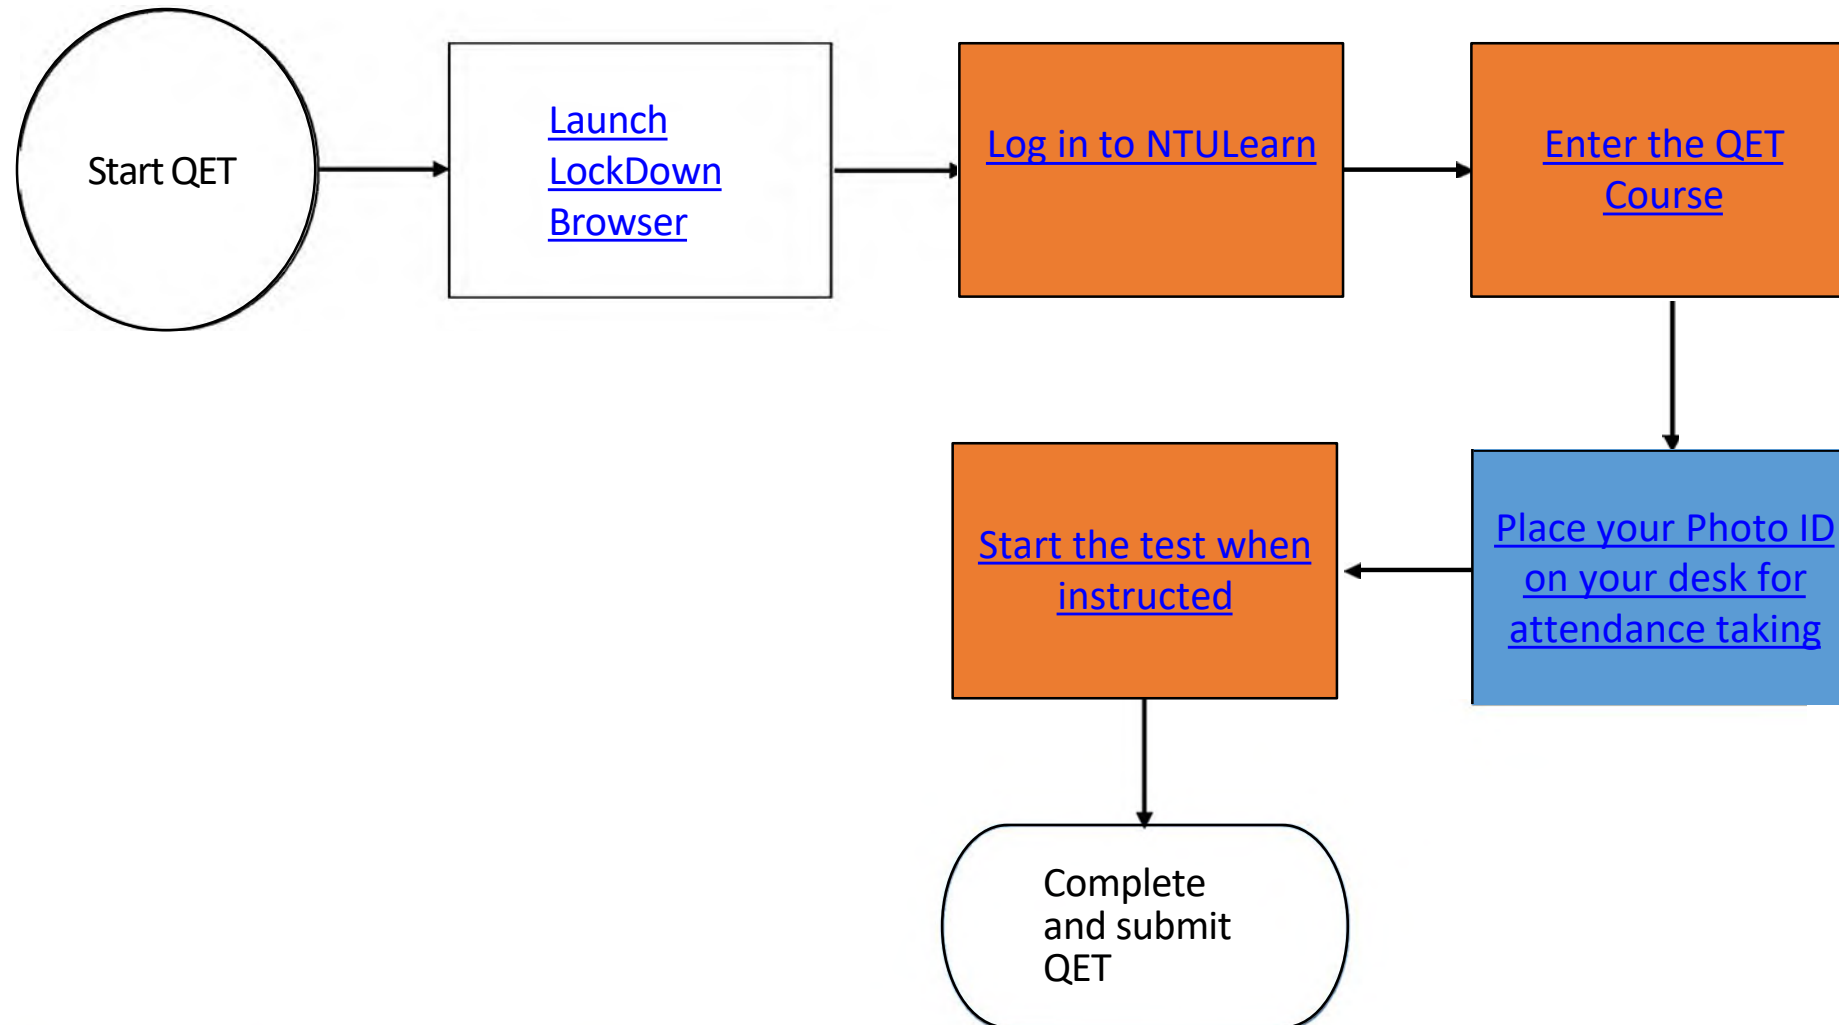 Start QET
Launch
LockDown
Browser
Log in to NTULearn
Enter the QET
Course
Place your Photo ID
on your desk for
attendance taking
Start the test when
instructed
Complete
and submit
QET